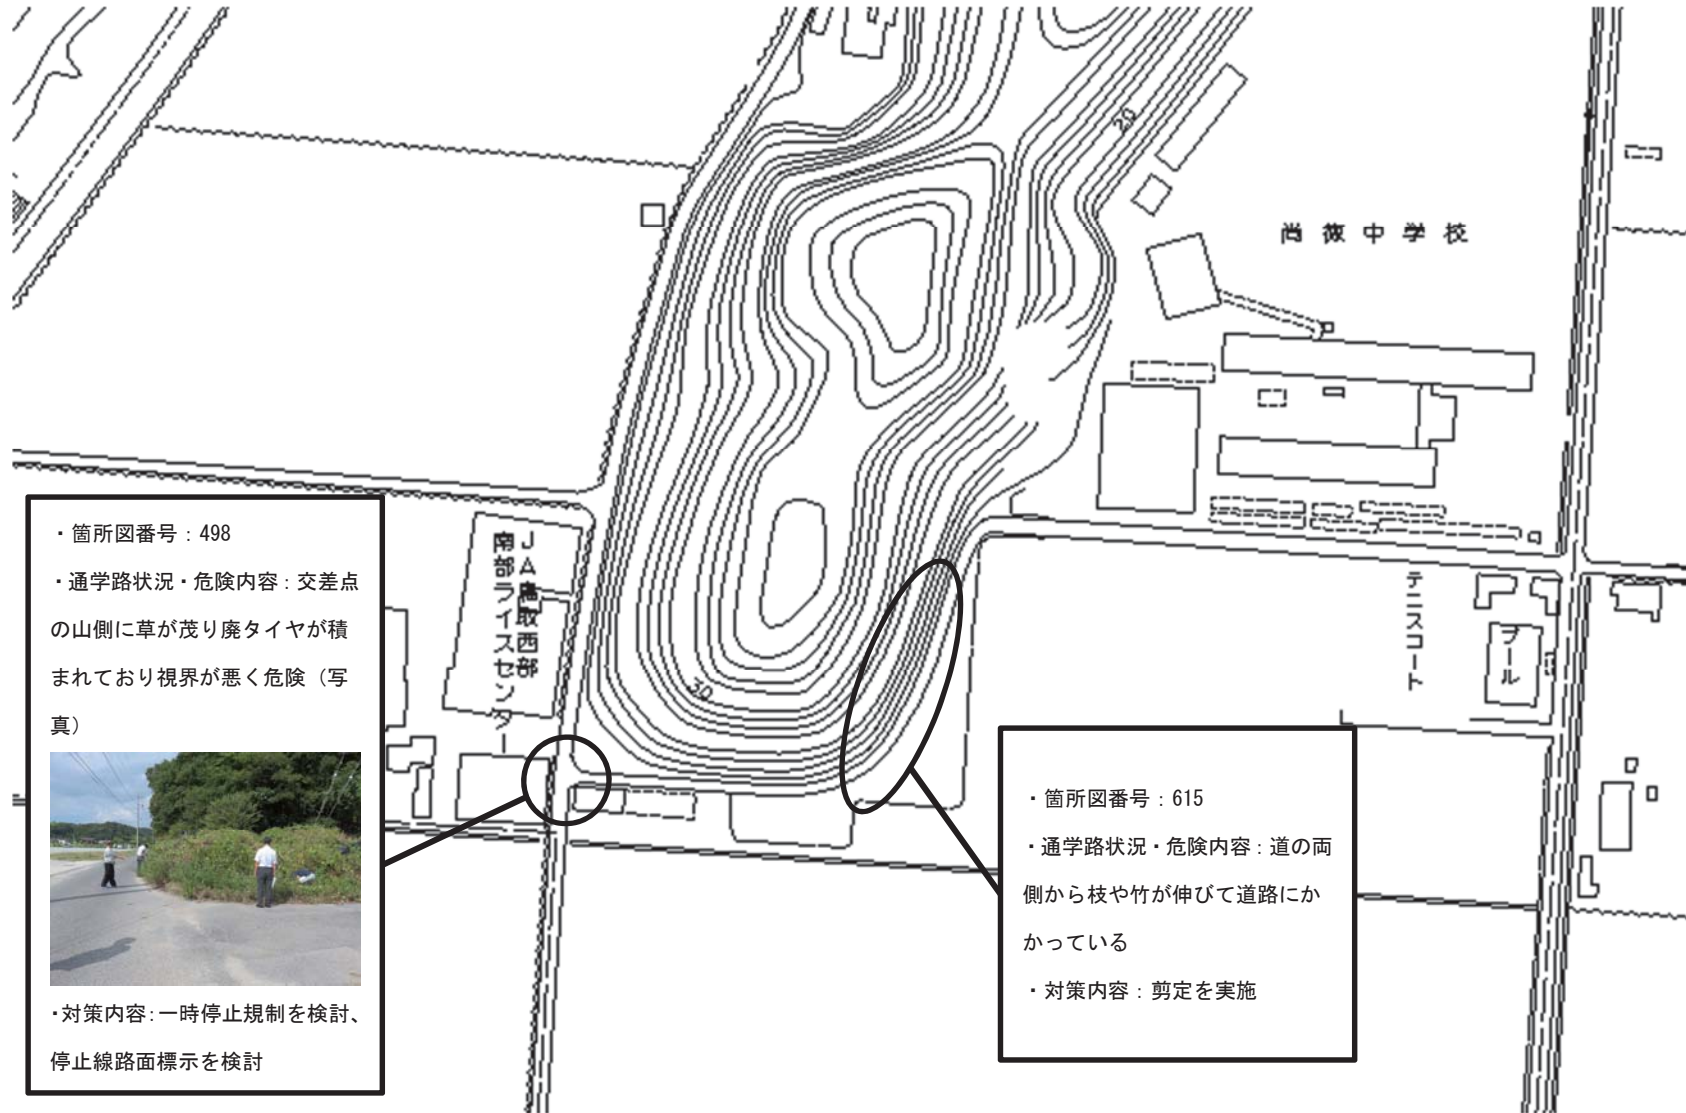 20
尚莪中学校
・箇所図番号：498
・通学路状況・危険内容：交差点
の山側に草が茂り廃タイヤが積
まれており視界が悪く危険（写
真）
・対策内容：一時停止規制を検討、
停止線路面標示を検討
ＪＡ鳥取西部
南部ライスセンター
30
テニスコート
プール
・箇所図番号：615
・通学路状況・危険内容：道の両
側から枝や竹が伸びて道路にか
かっている
・対策内容：剪定を実施